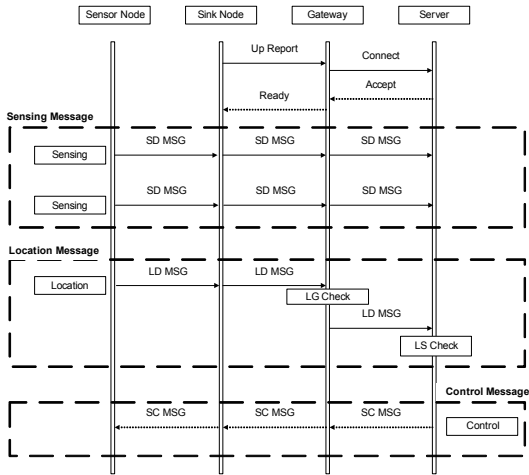 Sensor Node Sink Node Gateway Server
Up Report
Connect
Accept
Ready
Sensing Message
SD MSG SD MSG SD MSG
Sensing
SD MSG SD MSG SD MSG
Sensing
Location Message
LD MSG LD MSG
Location
LG Check
LD MSG
LS Check
Control Message
SC MSG SC MSG SC MSG
Control